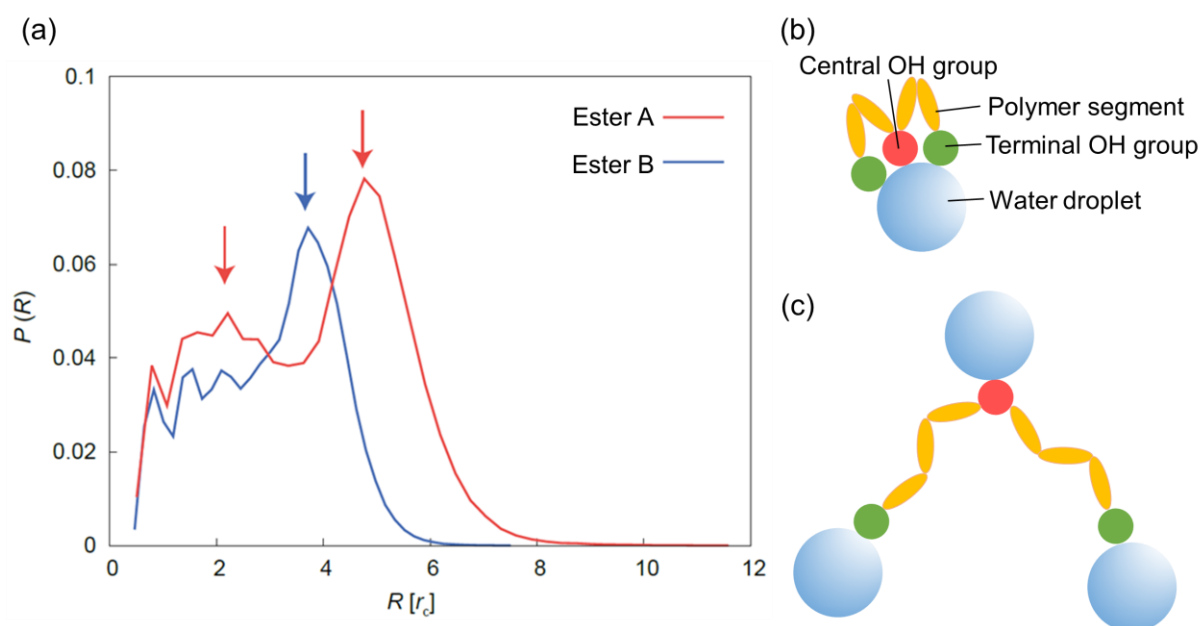 (a)
0.1
0.08
0.06
0.04
0.02
0
P (R)
0 2 4 6 8 10 12
R [r_c]
Ester A
Ester B
(b)
Central OH group
Polymer segment
Terminal OH group
Water droplet
(c)